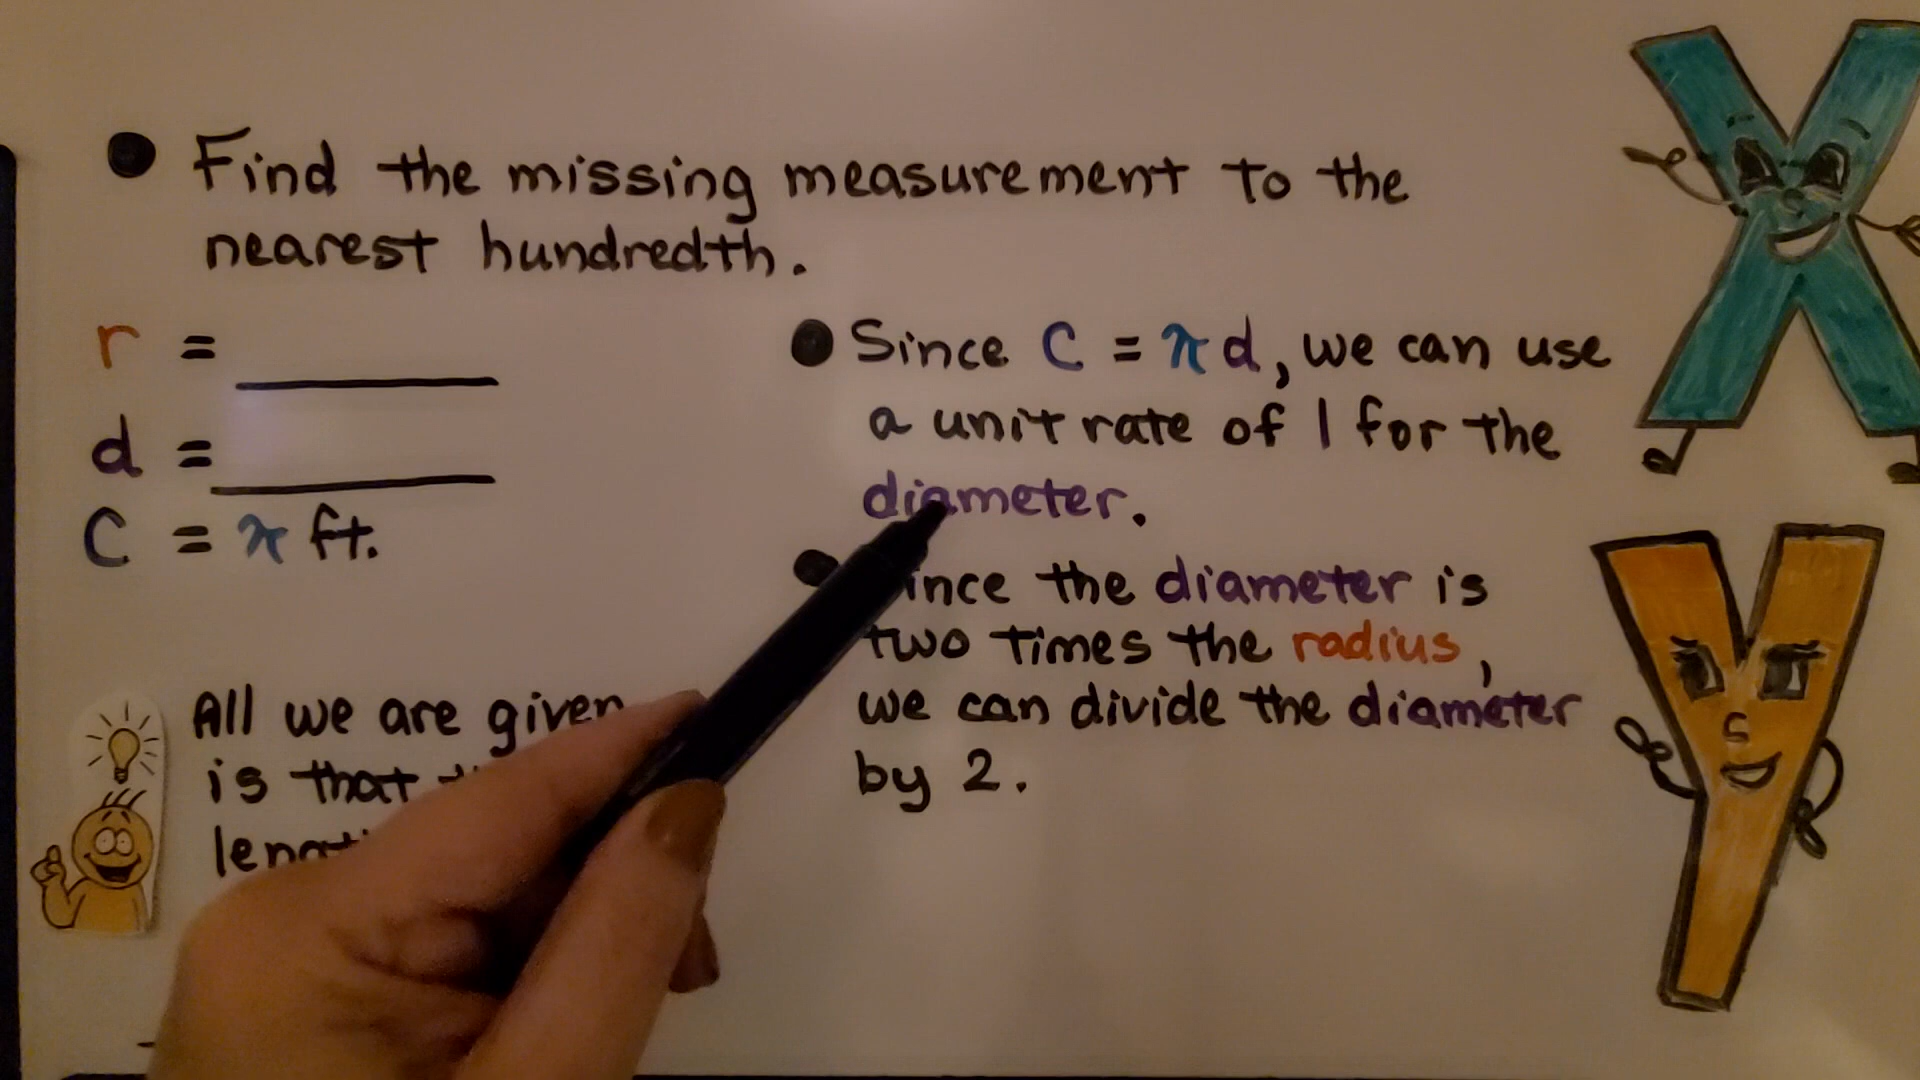 Find the missing measurement to the
nearest hundredth.
r =
d =
C = π ft.
All we are given
is that
Since C = πd, we can use
a unit rate of 1 for the
diameter.
Since the diameter is
two times the radius,
we can divide the diameter
by 2.